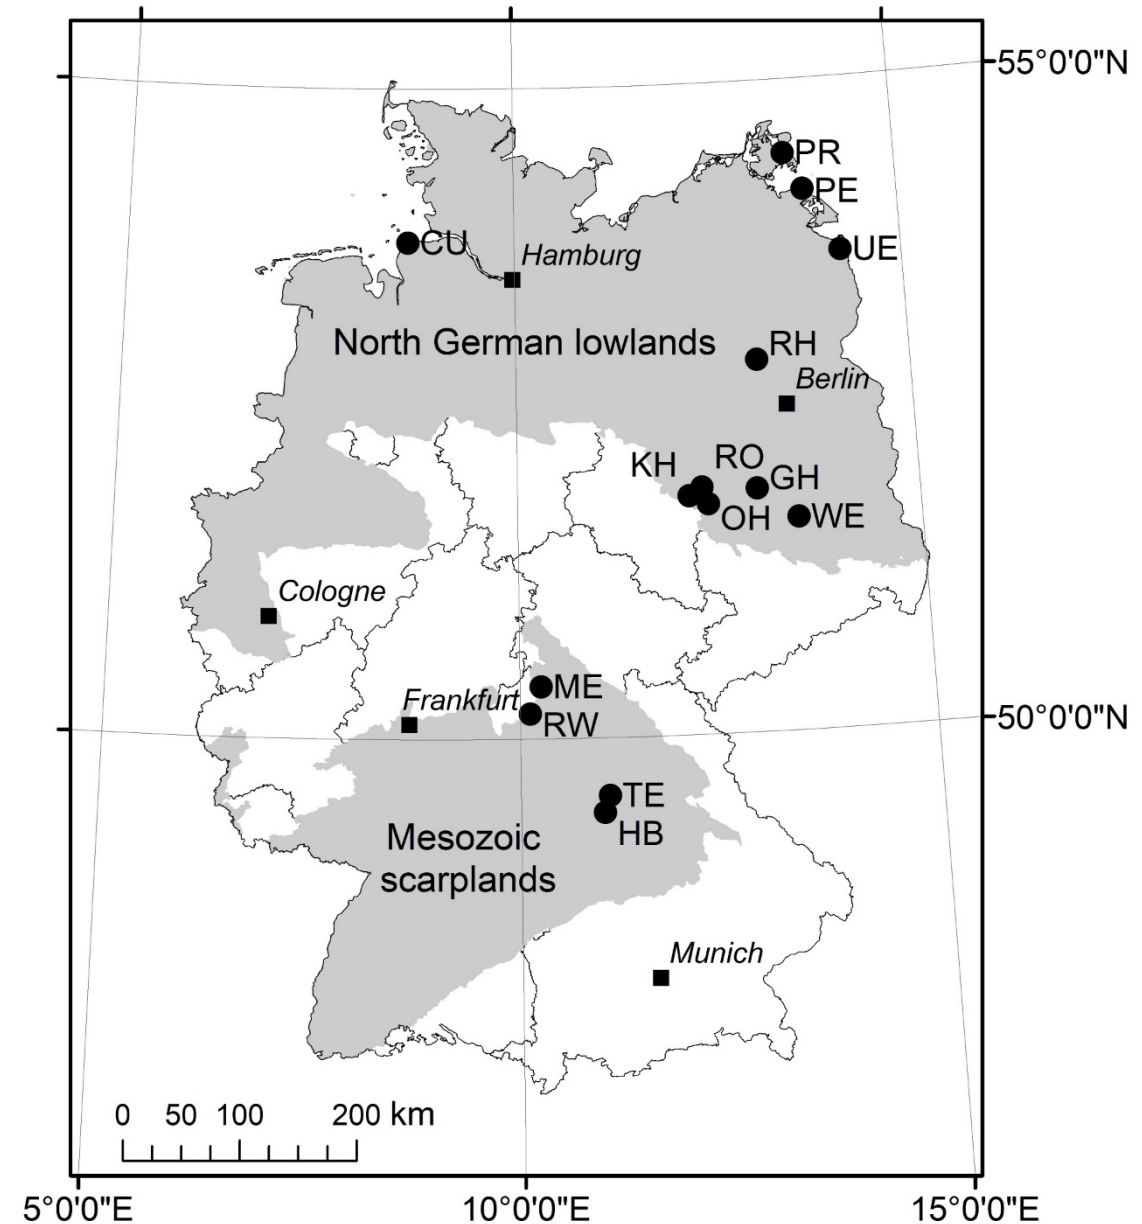 55°0'0"N
PR
PE
CU
Hamburg
UE
North German lowlands
RH
Berlin
KH
RO
GH
OH
WE
Cologne
Frankfurt
ME
RW
50°0'0"N
TE
HB
Mesozoic
scarplands
Munich
0 50 100 200 km
5°0'0"E 10°0'0"E 15°0'0"E